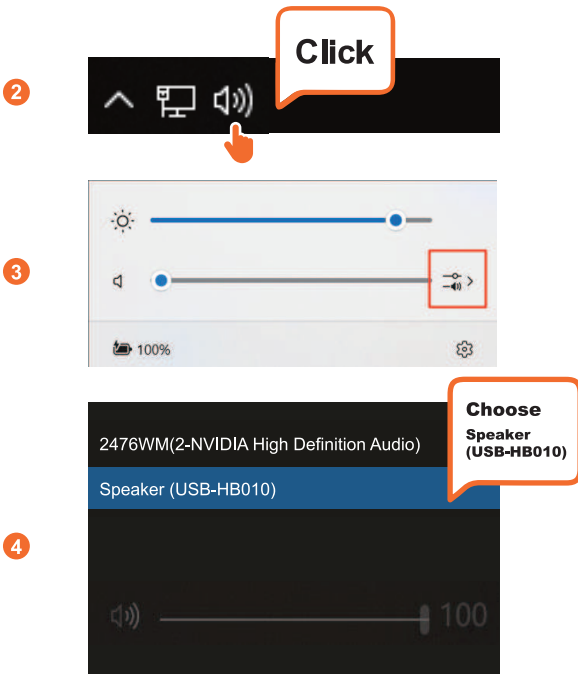 Click
2
3
100%
Choose
Speaker
(USB-HB010)
2476WM(2-NVIDIA High Definition Audio)
Speaker (USB-HB010)
4
100